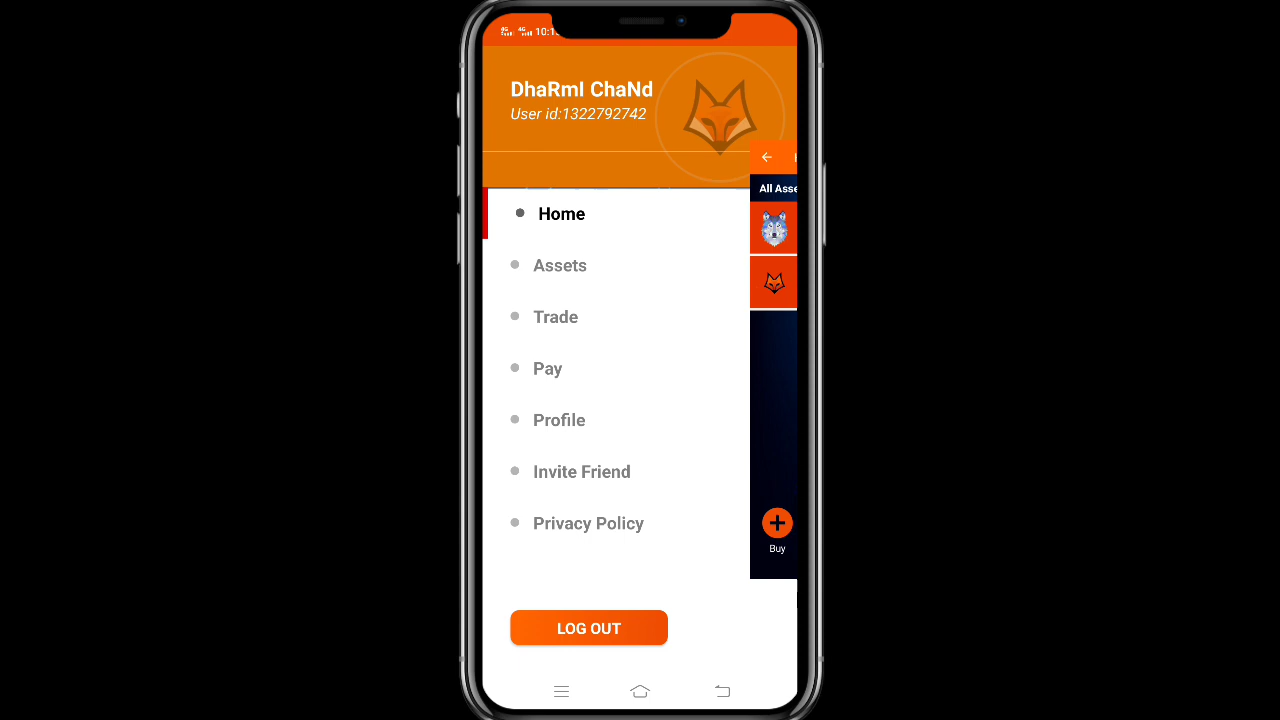 DhaRmI ChaNd
User id:1322792742
Home
Assets
Trade
Pay
Profile
Invite Friend
Privacy Policy
LOG OUT
All Asse
Buy